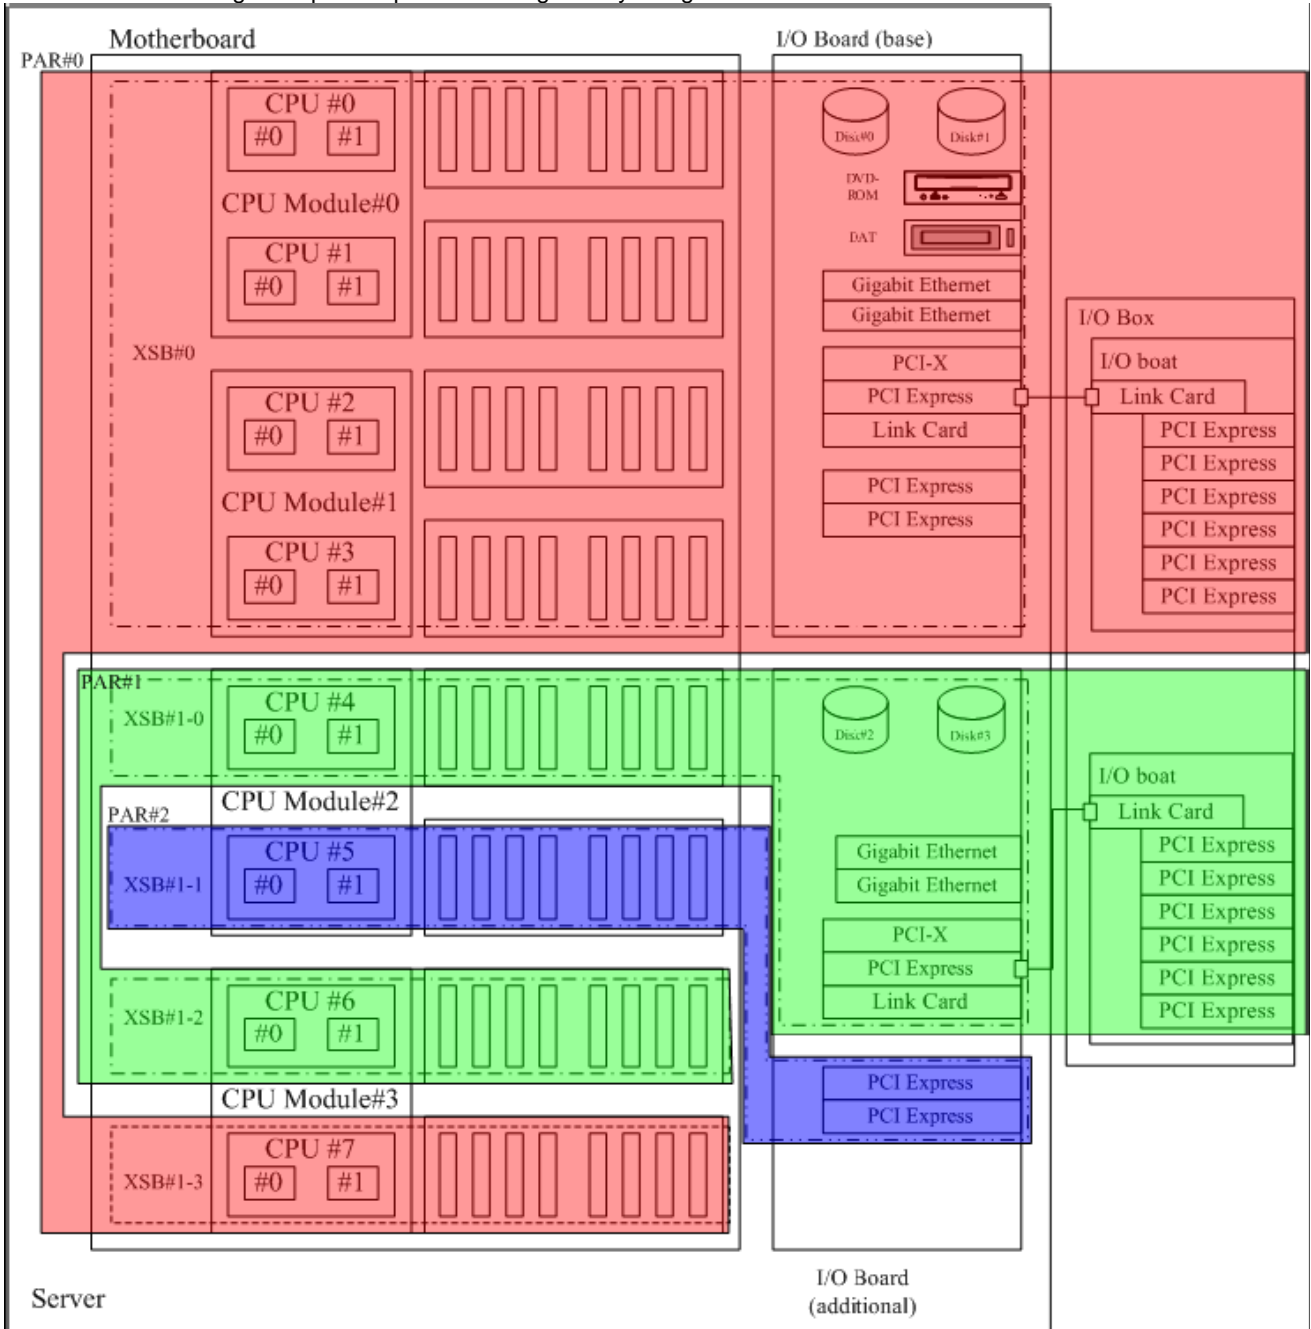 Motherboard
I/O Board (base)
PAR#0
CPU #0
#0 #1
CPU Module#0
CPU #1
#0 #1
XSB#0
CPU #2
#0 #1
CPU Module#1
CPU #3
#0 #1
Disk#0 Disk#1
DVD-
ROM
DAT
Gigabit Ethernet
Gigabit Ethernet
PCI-X
PCI Express
Link Card
PCI Express
PCI Express
I/O Box
I/O boat
Link Card
PCI Express
PCI Express
PCI Express
PCI Express
PCI Express
PCI Express
PAR#1
XSB#1-0
CPU #4
#0 #1
CPU Module#2
PAR#2
XSB#1-1
CPU #5
#0 #1
XSB#1-2
CPU #6
#0 #1
CPU Module#3
XSB#1-3
CPU #7
#0 #1
Disk#2 Disk#3
Gigabit Ethernet
Gigabit Ethernet
PCI-X
PCI Express
Link Card
PCI Express
PCI Express
I/O boat
Link Card
PCI Express
PCI Express
PCI Express
PCI Express
PCI Express
PCI Express
I/O Board
(additional)
Server